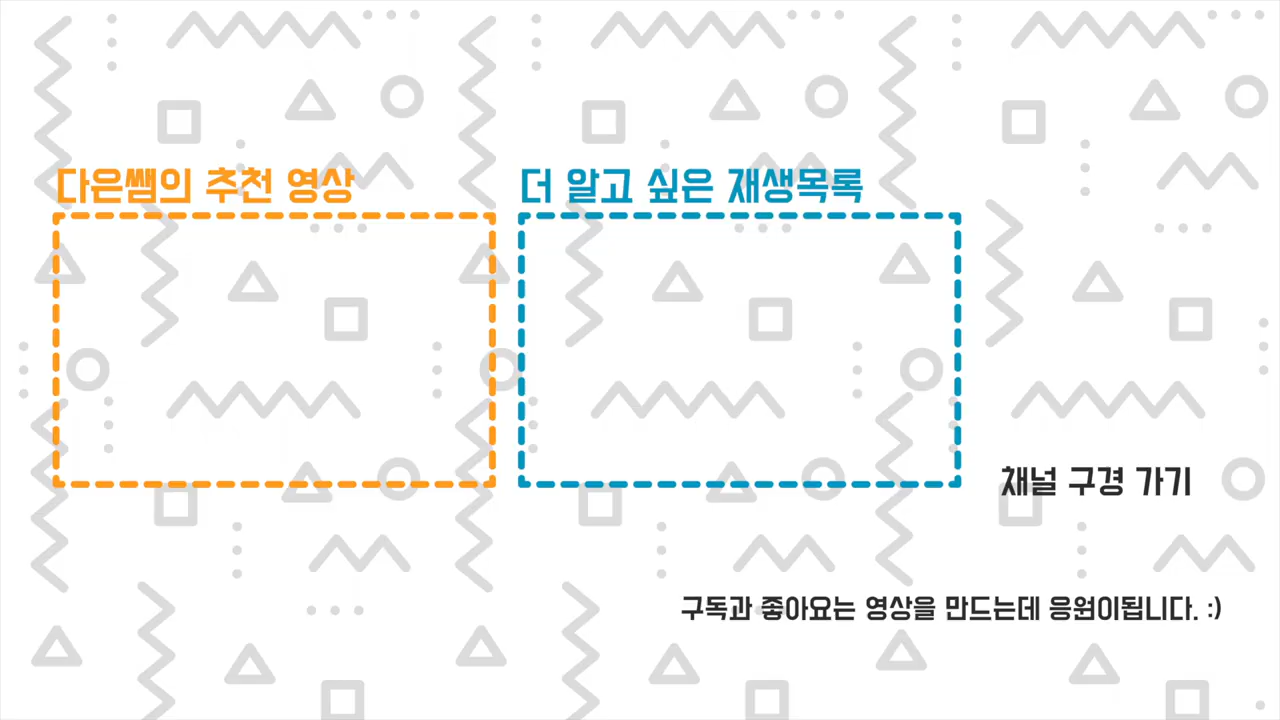 다은쌤의 추천 영상
더 알고 싶은 재생목록
채널 구경 가기
구독과 좋아요는 영상을 만드는데 응원이됩니다. :)